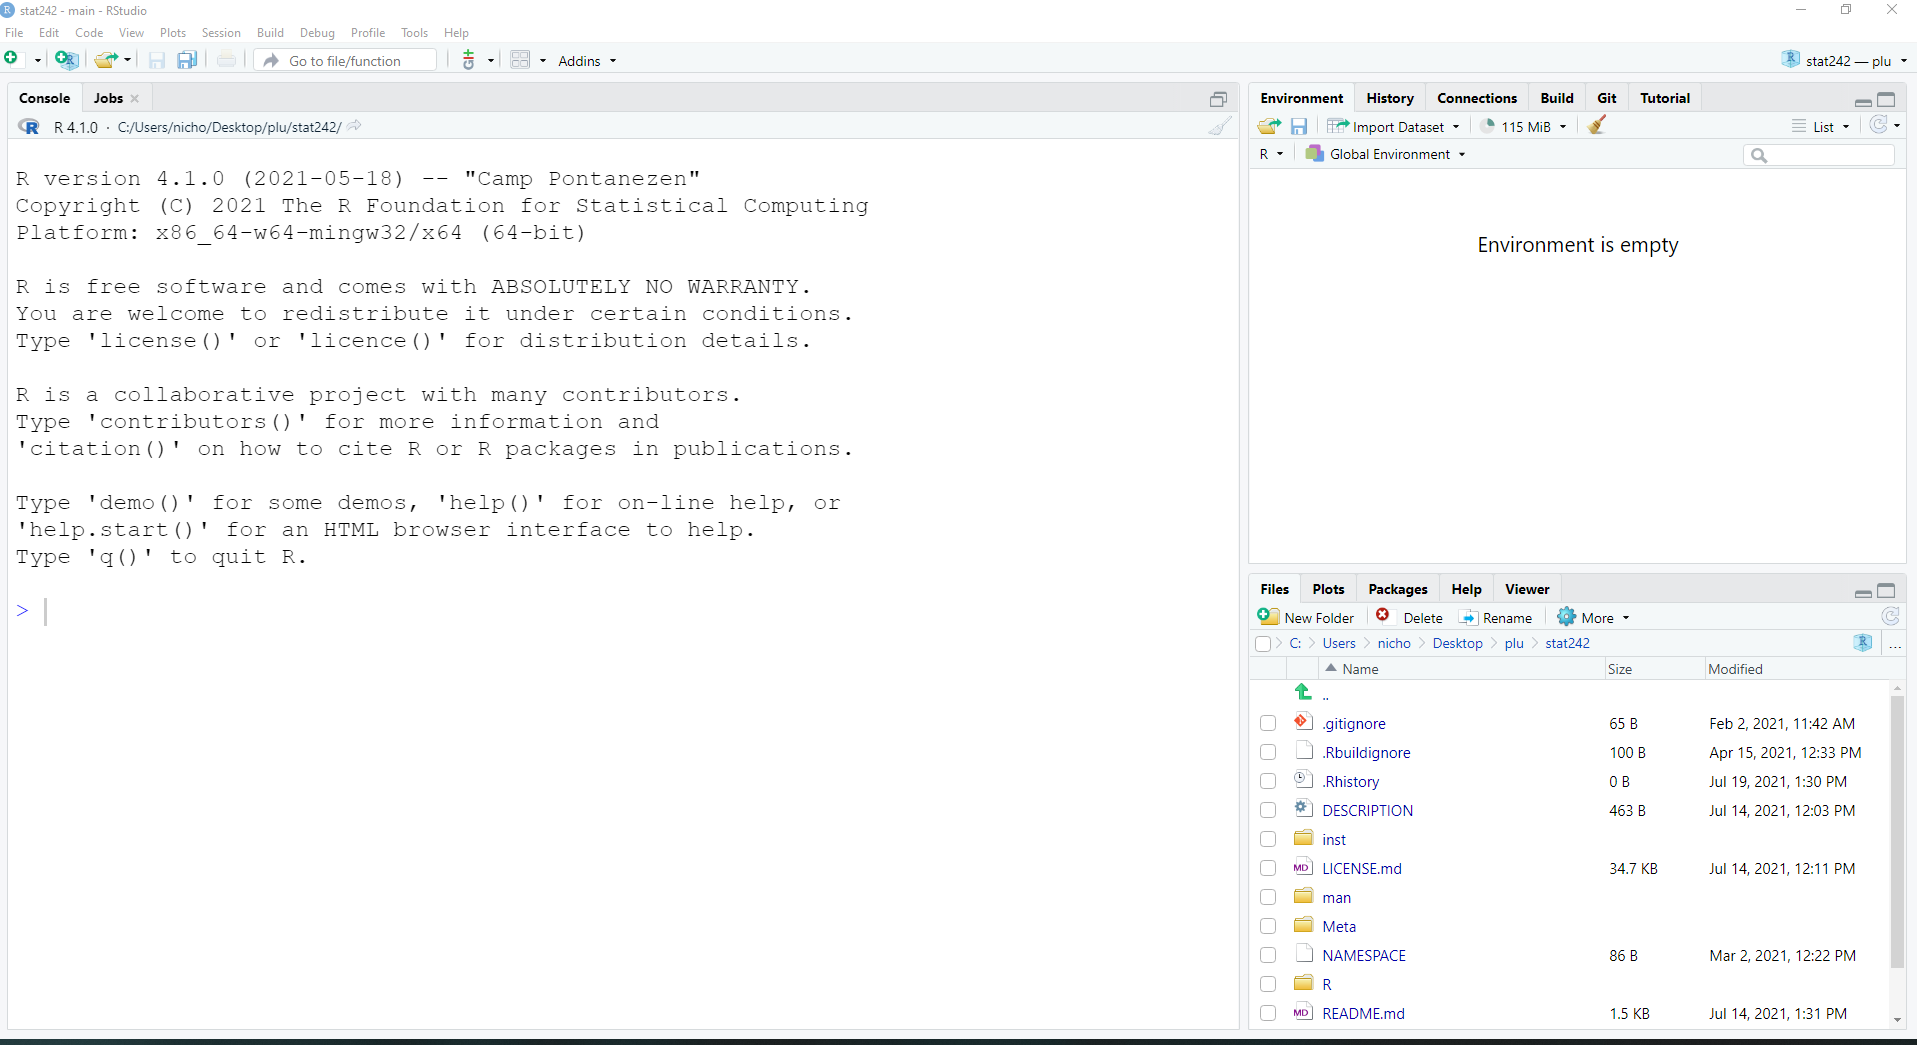 stat242 - main - RStudio
File Edit Code View Plots Session Build Debug Profile Tools Help
Go to file/function Addins stat242 — plu
Console Jobs
R 4.1.0 · C:/Users/nicho/Desktop/plu/stat242/
R version 4.1.0 (2021-05-18) -- "Camp Pontanezen"
Copyright (C) 2021 The R Foundation for Statistical Computing
Platform: x86_64-w64-mingw32/x64 (64-bit)
R is free software and comes with ABSOLUTELY NO WARRANTY.
You are welcome to redistribute it under certain conditions.
Type 'license()' or 'licence()' for distribution details.
R is a collaborative project with many contributors.
Type 'contributors()' for more information and
'citation()' on how to cite R or R packages in publications.
Type 'demo()' for some demos, 'help()' for on-line help, or
'help.start()' for an HTML browser interface to help.
Type 'q()' to quit R.
>
Environment History Connections Build Git Tutorial
Import Dataset 115 MiB List
R Global Environment
Environment is empty
Files Plots Packages Help Viewer
New Folder Delete Rename More
C: Users nicho Desktop plu stat242 ...
Name Size Modified
..
.gitignore 65 B Feb 2, 2021, 11:42 AM
.Rbuildignore 100 B Apr 15, 2021, 12:33 PM
.Rhistory 0 B Jul 19, 2021, 1:30 PM
DESCRIPTION 463 B Jul 14, 2021, 12:03 PM
inst
LICENSE.md 34.7 KB Jul 14, 2021, 12:11 PM
man
Meta
NAMESPACE 86 B Mar 2, 2021, 12:22 PM
R
README.md 1.5 KB Jul 14, 2021, 1:31 PM